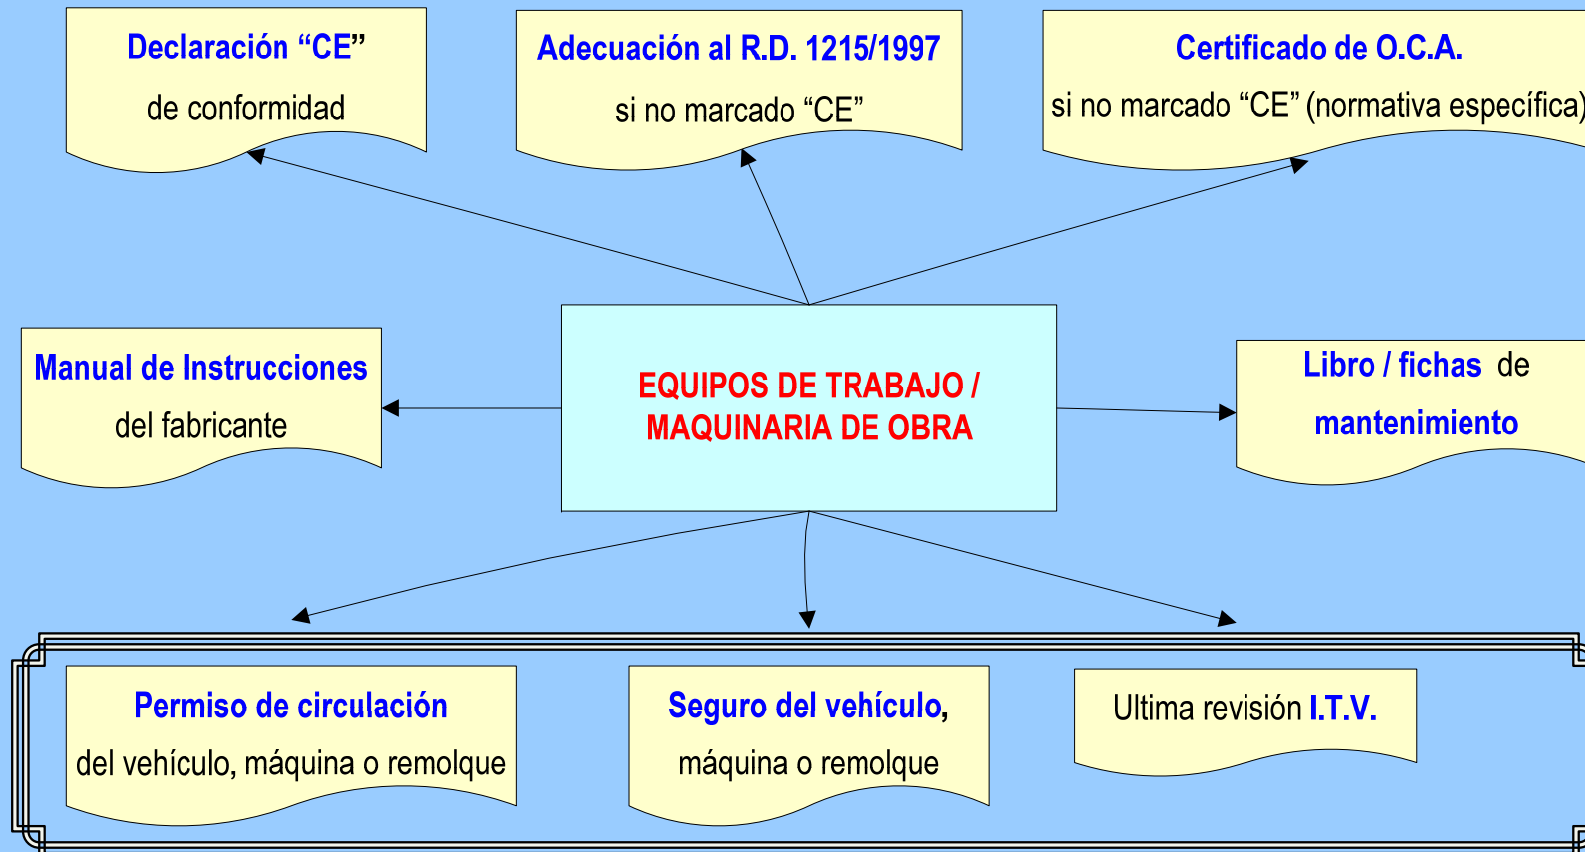 Declaración “CE”
de conformidad
Adecuación al R.D. 1215/1997
si no marcado “CE”
Certificado de O.C.A.
si no marcado “CE” (normativa específica)
Manual de Instrucciones
del fabricante
EQUIPOS DE TRABAJO /
MAQUINARIA DE OBRA
Libro / fichas de
mantenimiento
Permiso de circulación
del vehículo, máquina o remolque
Seguro del vehículo,
máquina o remolque
Ultima revisión I.T.V.